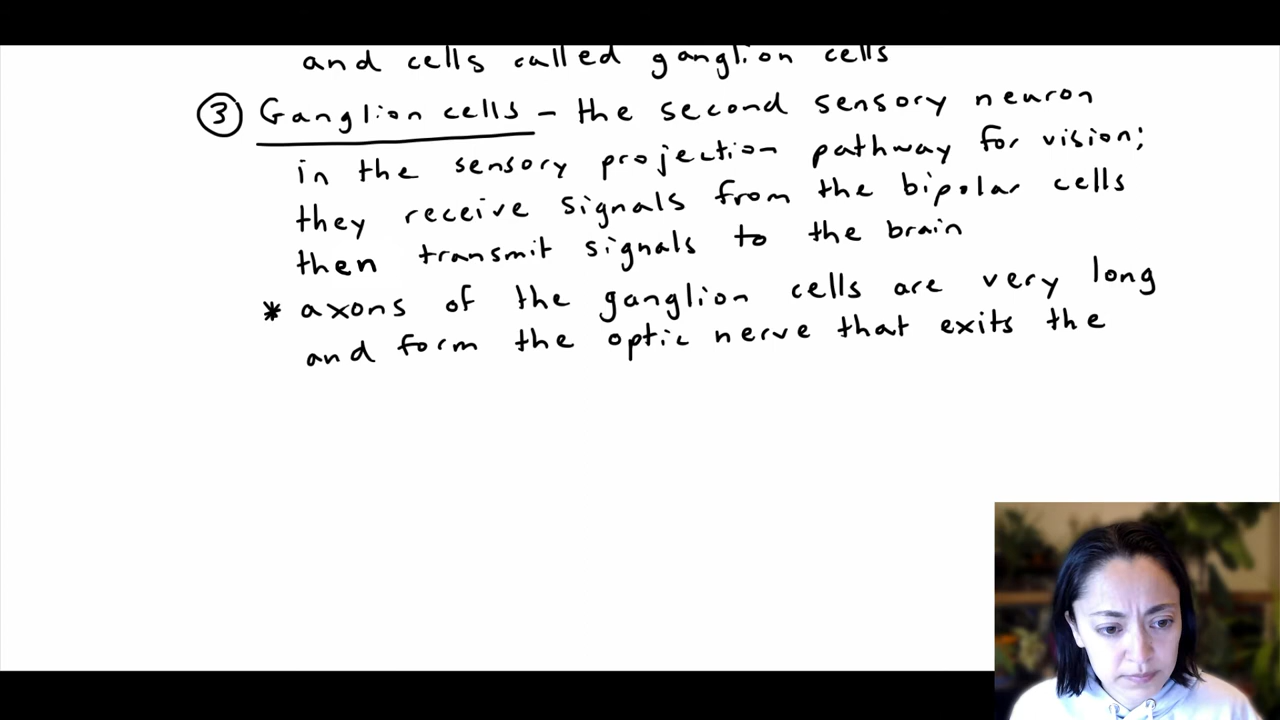 and cells called ganglion cells
③ Ganglion cells – the second sensory neuron
in the sensory projection pathway for vision;
they receive signals from the bipolar cells
then transmit signals to the brain
* axons of the ganglion cells are very long
and form the optic nerve that exits the